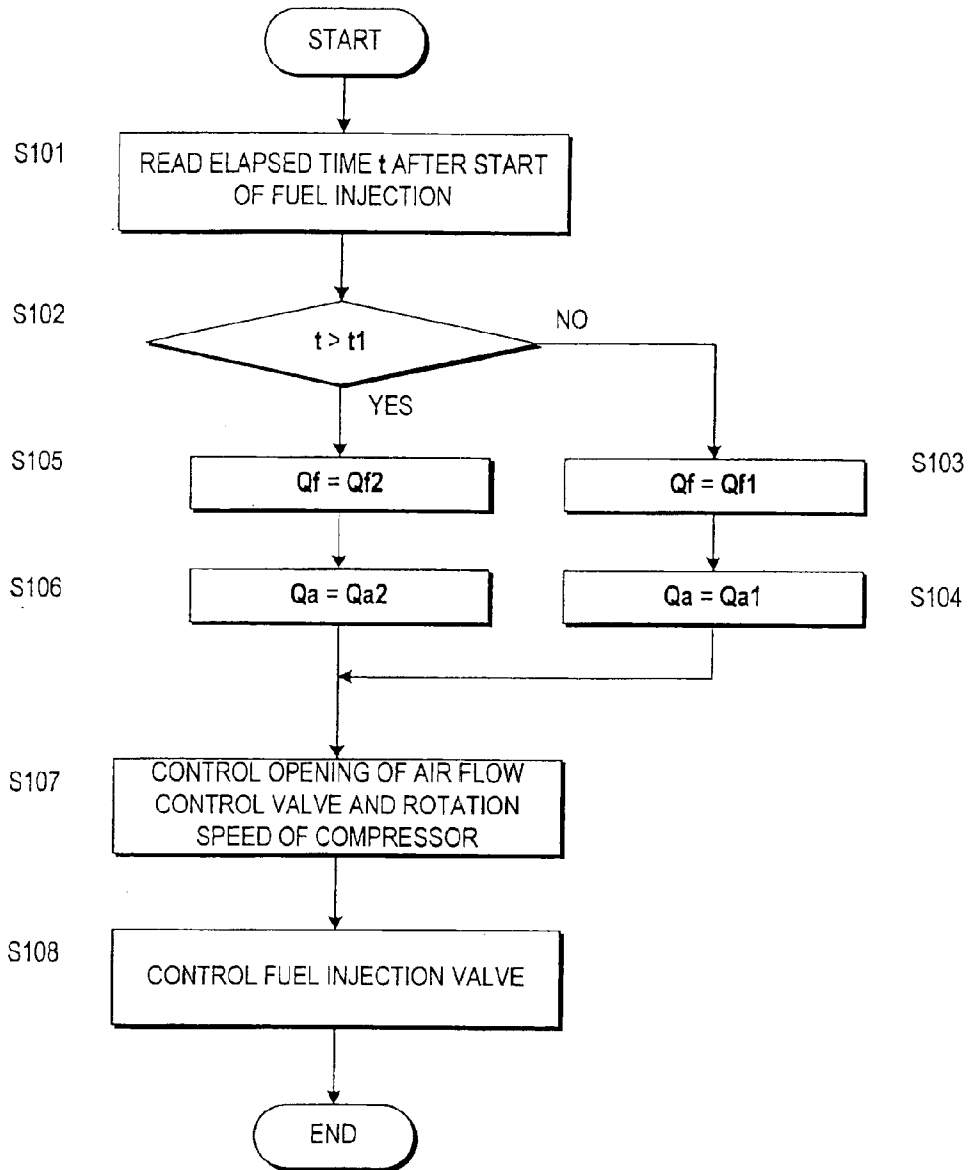 START
S101
READ ELAPSED TIME t AFTER START
OF FUEL INJECTION
S102
t > t1
NO
YES
S105
Qf = Qf2
Qf = Qf1
S103
S106
Qa = Qa2
Qa = Qa1
S104
S107
CONTROL OPENING OF AIR FLOW
CONTROL VALVE AND ROTATION
SPEED OF COMPRESSOR
S108
CONTROL FUEL INJECTION VALVE
END